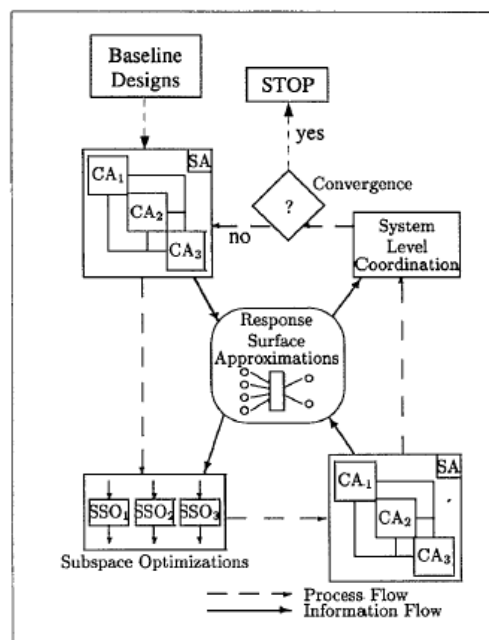 Baseline
Designs
STOP
yes
SA
CA₁
CA₂
CA₃
Convergence
?
no
System
Level
Coordination
Response
Surface
Approximations
SSO₁
SSO₂
SSO₃
Subspace Optimizations
SA
CA₁
CA₂
CA₃
Process Flow
Information Flow